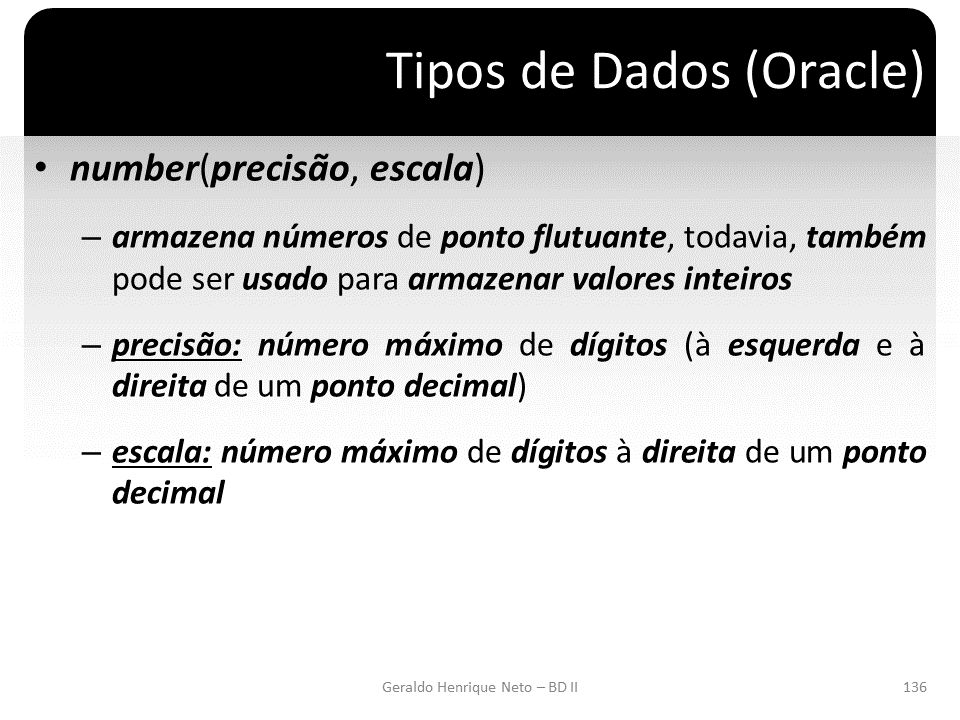 Tipos de Dados (Oracle)
• number(precisão, escala)
– armazena números de ponto flutuante, todavia, também
pode ser usado para armazenar valores inteiros
– precisão: número máximo de dígitos (à esquerda e à
direita de um ponto decimal)
– escala: número máximo de dígitos à direita de um ponto
decimal
Geraldo Henrique Neto – BD II
136